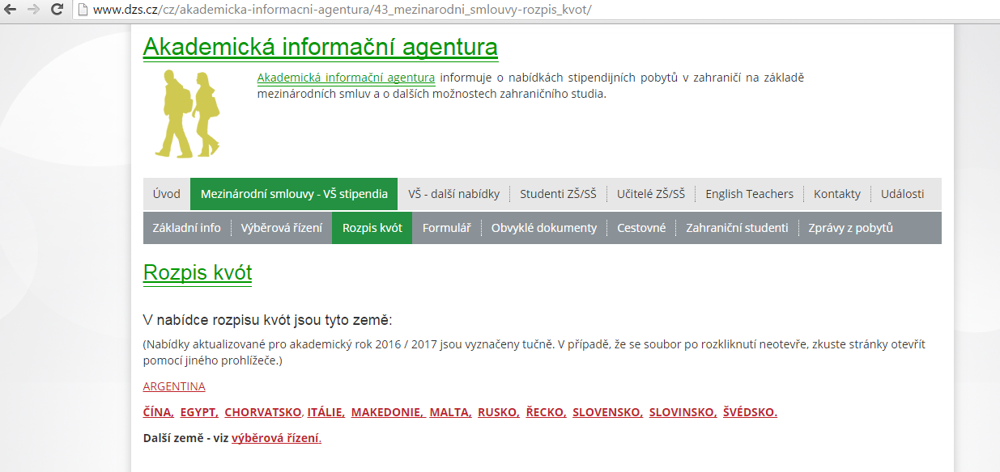 www.dzs.cz/cz/akademicka-informacni-agentura/43_mezinarodni_smlouvy-rozpis_kvot/
Akademická informační agentura
Akademická informační agentura informuje o nabídkách stipendijních pobytů v zahraničí na základě
mezinárodních smluv a o dalších možnostech zahraničního studia.
Úvod Mezinárodní smlouvy - VŠ stipendia VŠ - další nabídky Studenti ZŠ/SŠ Učitelé ZŠ/SŠ English Teachers Kontakty Události
Základní info Výběrová řízení Rozpis kvót Formulář Obvyklé dokumenty Cestovné Zahraniční studenti Zprávy z pobytů
Rozpis kvót
V nabídce rozpisu kvót jsou tyto země:
(Nabídky aktualizované pro akademický rok 2016 / 2017 jsou vyznačeny tučně. V případě, že se soubor po rozkliknutí neotevře, zkuste stránky otevřít
pomocí jiného prohlížeče.)
ARGENTINA
ČÍNA, EGYPT, CHORVATSKO, ITÁLIE, MAKEDONIE, MALTA, RUSKO, ŘECKO, SLOVENSKO, SLOVINSKO, ŠVÉDSKO.
Další země - viz výběrová řízení.